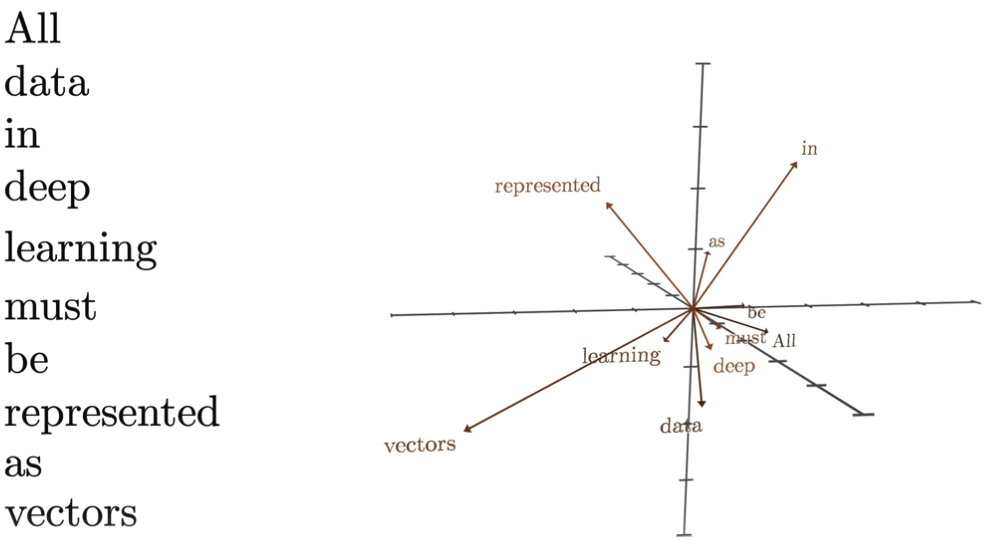 All
data
in
deep
learning
must
be
represented
as
vectors
in
represented
as
be
must
All
learning
deep
data
vectors